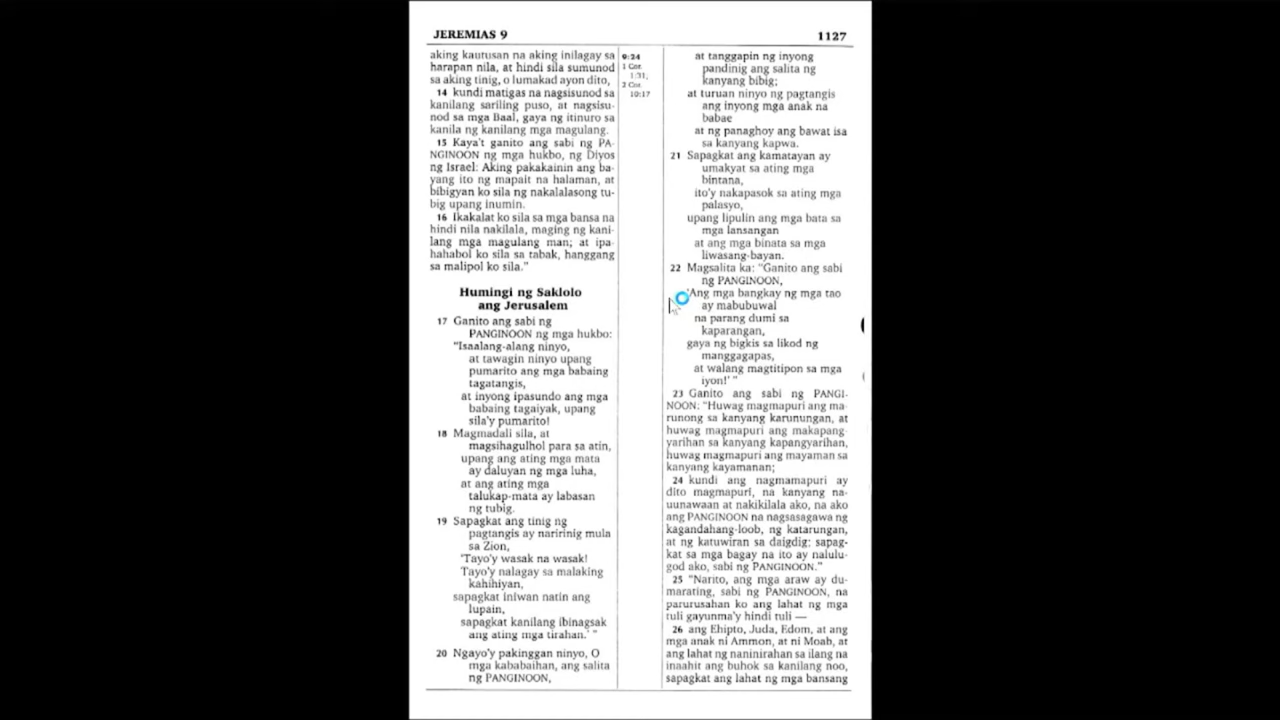 JEREMIAS 9
1127
aking kaurusan na aking inilagay sa
harapan nila, at hindi sila sumunod
sa aking tinig, o lumakad ayon dito,
14 kundi matigas na nagsisunod sa
kanilang sariling puso, at nagsisu-
nod sa mga Baal, gaya ng itinuro sa
kanila ng kanilang mga magulang.
15 Kaya't ganito ang sabi ng PA-
NGINOON ng mga hukbo, ng Diyos
ng Israel: Aking pakakainin ang ba-
yang ito ng mapait na halaman, at
bibigyan ko sila ng nakalalasong tu-
big upang inumin.
16 Ikakalat ko sila sa mga bansa na
hindi nila nakilala, maging ng kani-
lang mga magulang man; at ipa-
hahabol ko sila sa tabak, hanggang
sa malipol ko sila."
Humingi ng Saklolo
ang Jerusalem
17 Ganito ang sabi ng
PANGINOON ng mga hukbo:
"Isaalang-alang ninyo,
at tawagin ninyo upang
pumarito ang mga babaing
tagatangis,
at inyong ipasundo ang mga
babaing tagaiyak, upang
sila'y pumarito!
18 Magmadali sila, at
magsihagulhol para sa atin,
upang ang ating mga mata
ay daluyan ng mga luha,
at ang ating mga
talukap-mata ay labasan
ng tubig.
19 Sapagkat ang tinig ng
pagtangis ay naririnig mula
sa Zion,
'Tayo'y wasak na wasak!
Tayo'y nalagay sa malaking
kahihiyan,
sapagkat iniwan natin ang
lupain,
sapagkat kanilang ibinagsak
ang ating mga tirahan.' "
20 Ngayo'y pakinggan ninyo, O
mga kababaihan, ang salita
ng PANGINOON,
9:24
1 Cor.
1:31;
2 Cor.
10:17
at tanggapin ng inyong
pandinig ang salita ng
kanyang bibig;
at turuan ninyo ng pagtangis
ang inyong mga anak na
babae
at ng panaghoy ang bawat isa
sa kanyang kapwa.
21 Sapagkat ang kamatayan ay
umakyat sa ating mga
bintana,
ito'y nakapasok sa ating mga
palasyo,
upang lipulin ang mga bata sa
mga lansangan
at ang mga binata sa mga
liwasang-bayan.
22 Magsalita ka: "Ganito ang sabi
ng PANGINOON,
'Ang mga bangkay ng mga tao
ay mabubuwal
na parang dumi sa
kaparangan,
gaya ng bigkis sa likod ng
manggagapas,
at walang magtitipon sa mga
iyon!' "
23 Ganito ang sabi ng PANGI-
NOON: "Huwag magmapuri ang ma-
runong sa kanyang karunungan, at
huwag magmapuri ang makapang-
yarihan sa kanyang kapangyarihan,
huwag magmapuri ang mayaman sa
kanyang kayamanan;
24 kundi ang nagmamapuri ay
dito magmapuri, na kanyang na-
uunawaan at nakikilala ako, na ako
ang PANGINOON na nagsasagawa ng
kagandahang-loob, ng katarungan,
at ng katuwiran sa daigdig: sapag-
kat sa mga bagay na ito ay nalulu-
god ako, sabi ng PANGINOON."
25 "Narito, ang mga araw ay du-
marating, sabi ng PANGINOON, na
parurusahan ko ang lahat ng mga
tuli gayunma'y hindi tuli —
26 ang Ehipto, Juda, Edom, at ang
mga anak ni Ammon, at ni Moab, at
ang lahat ng naninirahan sa ilang na
inaahit ang buhok sa kanilang noo,
sapagkat ang lahat ng mga bansang